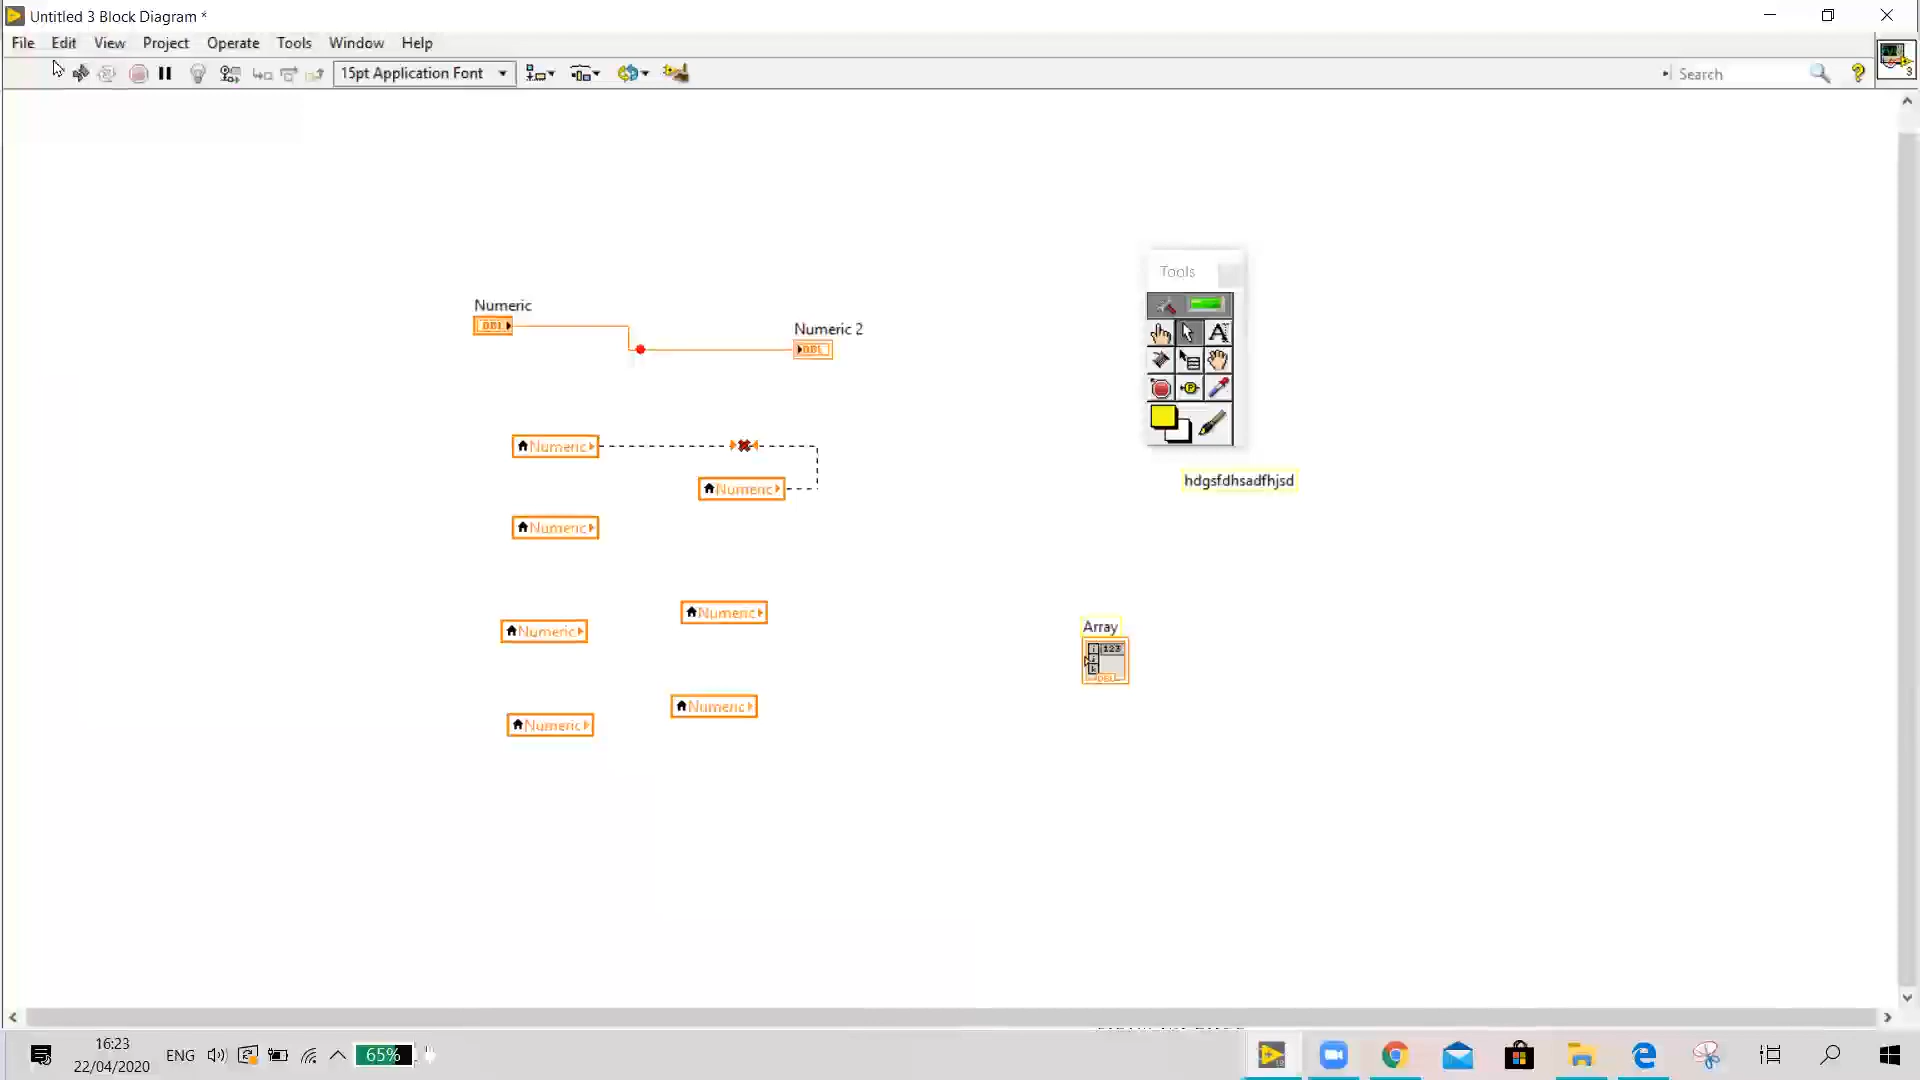 Untitled 3 Block Diagram *
File Edit View Project Operate Tools Window Help
15pt Application Font
Search
3
Tools
Numeric
DBL
Numeric 2
DBL
Numeric
hdgsfdhsadfhjsd
Numeric
Numeric
Numeric
Array
123
Numeric
Numeric
Numeric
16:23
22/04/2020
ENG
65%